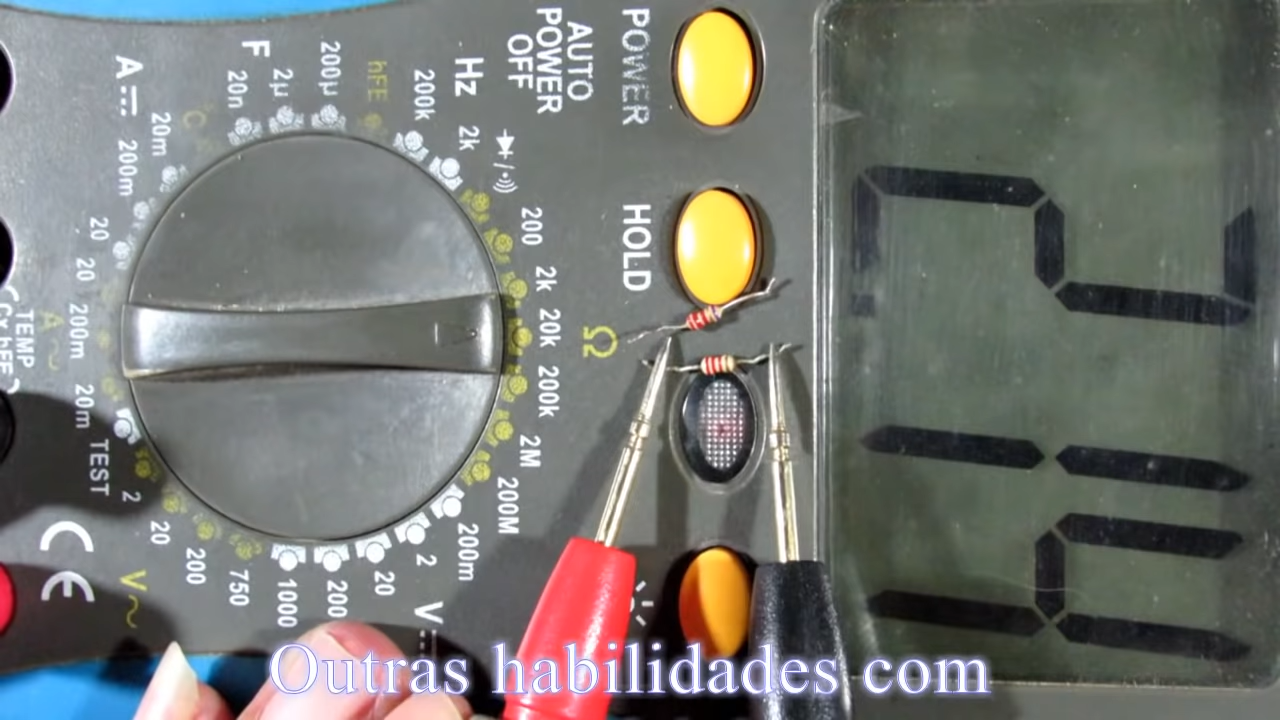 2.14
POWER
HOLD
AUTO
POWER
OFF
Hz
2k
200k
hFE
200µ
2µ
20n
F
°C
200
2k
20k
200k
2M
200M
Ω
200m
2
20
200
1000
V⎓
750
200
20
2
V~
TEST
20m
200m
20
A~
A⎓
20m
200m
20
TEMP
CE
Outras habilidades com